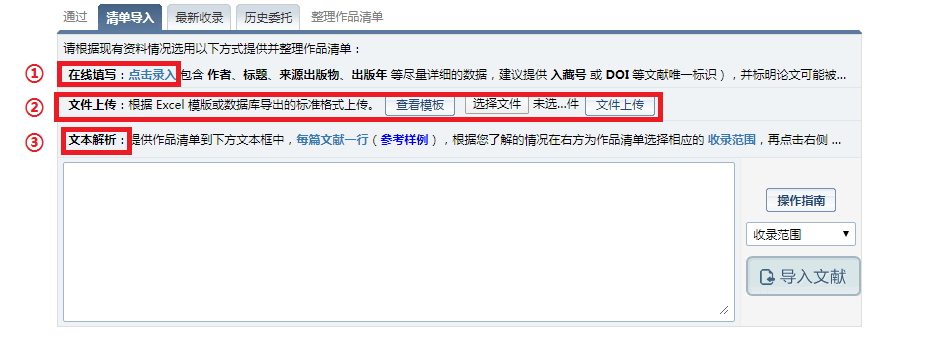 通过 清单导入 最新收录 历史委托 整理作品清单
请根据现有资料情况选用以下方式提供并整理作品清单：
① 在线填写：点击录入 包含 作者、标题、来源出版物、出版年 等尽量详细的数据，建议提供 入藏号 或 DOI 等文献唯一标识），并标明论文可能被...
② 文件上传：根据 Excel 模版或数据库导出的标准格式上传。 查看模板 选择文件 未选...件 文件上传
③ 文本解析：提供作品清单到下方文本框中，每篇文献一行（参考样例），根据您了解的情况在右方为作品清单选择相应的 收录范围，再点击右侧 ...
操作指南
收录范围
导入文献